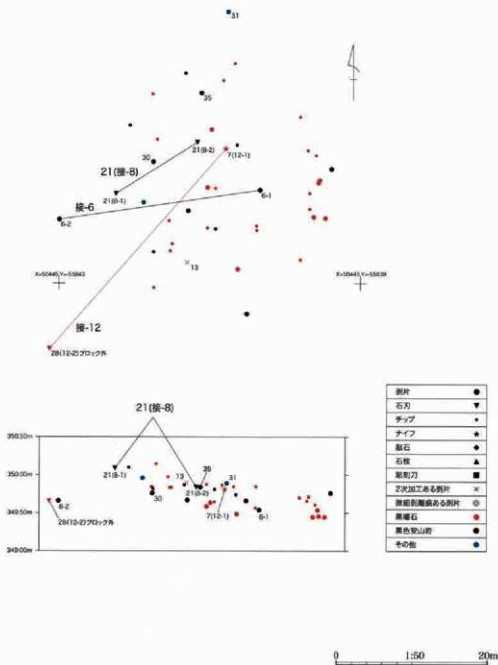 31
35
30
21(8-2)
7(12-1)
21(接-8)
21(8-1)
接-6
6-1
6-2
13
X=50445,Y=-55843
X=50445,Y=-55839
接-12
28(12-2)ブロック外
21(接-8)
350.50m
350.00m
349.50m
349.00m
13
35
31
21(8-1)
30
21(8-2)
6-2
7(12-1)
6-1
28(12-2)ブロック外
剥片
石刃
チップ
ナイフ
敲石
石核
彫刻刀
2次加工ある剥片
微細剥離痕ある剥片
黒曜石
黒色安山岩
その他
0 1:50 20m